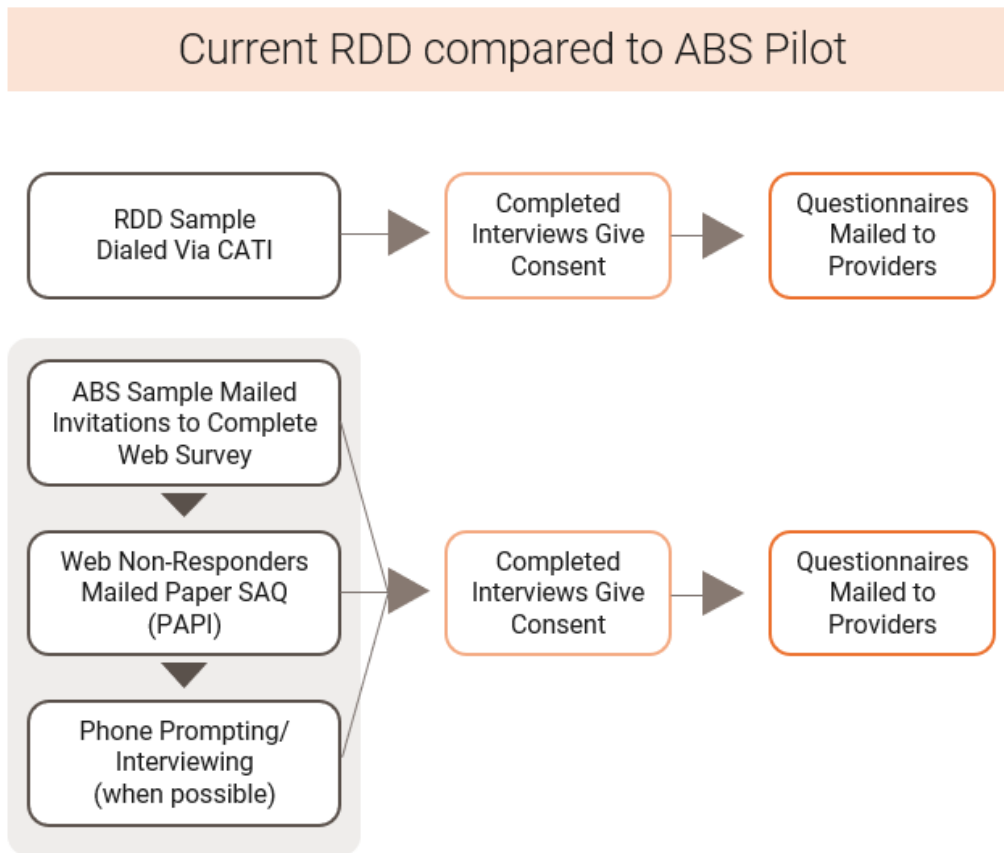 Current RDD compared to ABS Pilot
RDD Sample
Dialed Via CATI
Completed
Interviews Give
Consent
Questionnaires
Mailed to
Providers
ABS Sample Mailed
Invitations to Complete
Web Survey
Web Non-Responders
Mailed Paper SAQ
(PAPI)
Phone Prompting/
Interviewing
(when possible)
Completed
Interviews Give
Consent
Questionnaires
Mailed to
Providers